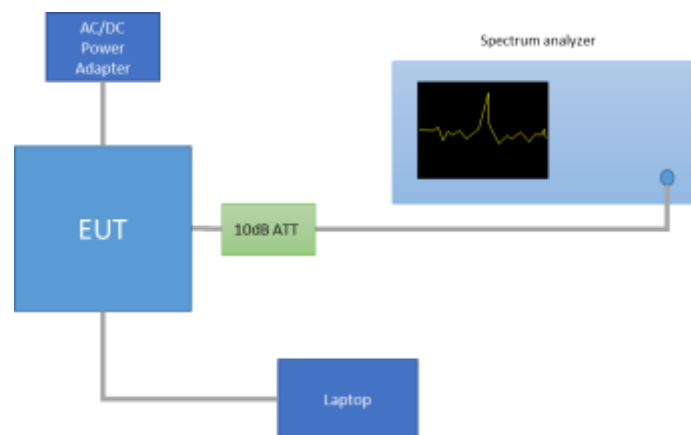 AC/DC
Power
Adapter
Spectrum analyzer
EUT
10dB ATT
Laptop